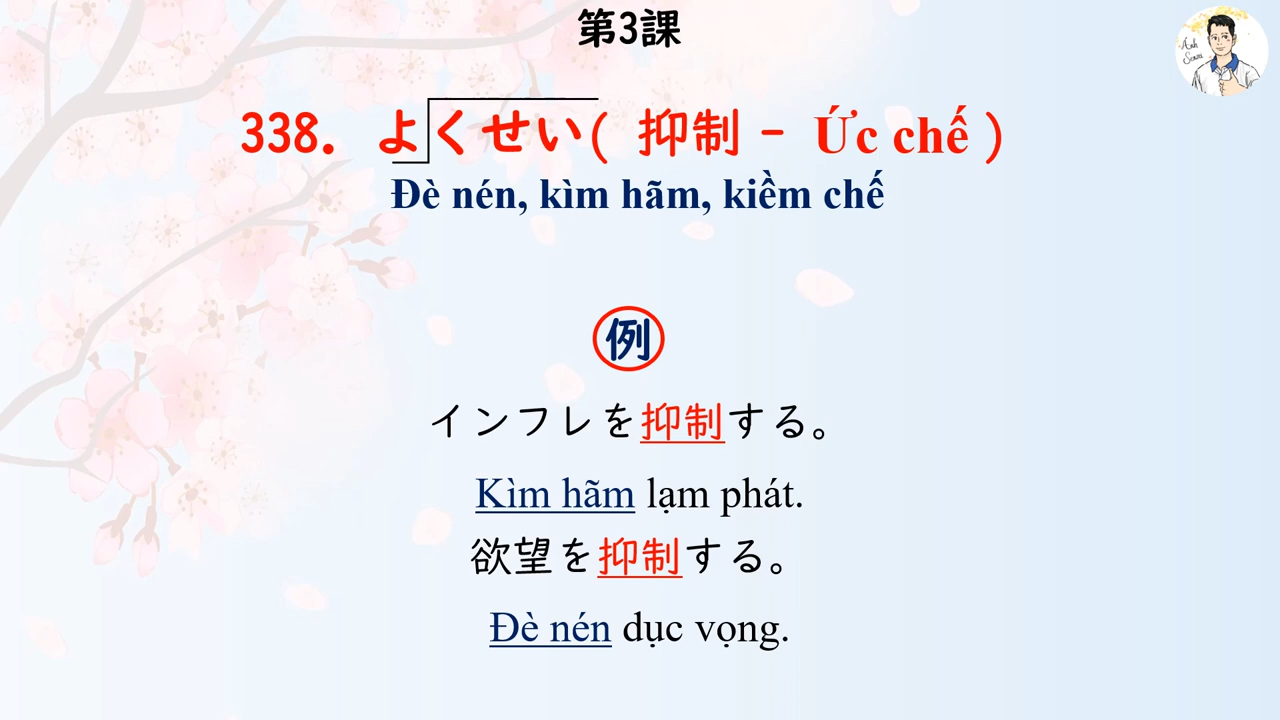 第3課
Anh
Sensei
338. よくせい( 抑制 - Ức chế )
Đè nén, kìm hãm, kiềm chế
例
インフレを抑制する。
Kìm hãm lạm phát.
欲望を抑制する。
Đè nén dục vọng.